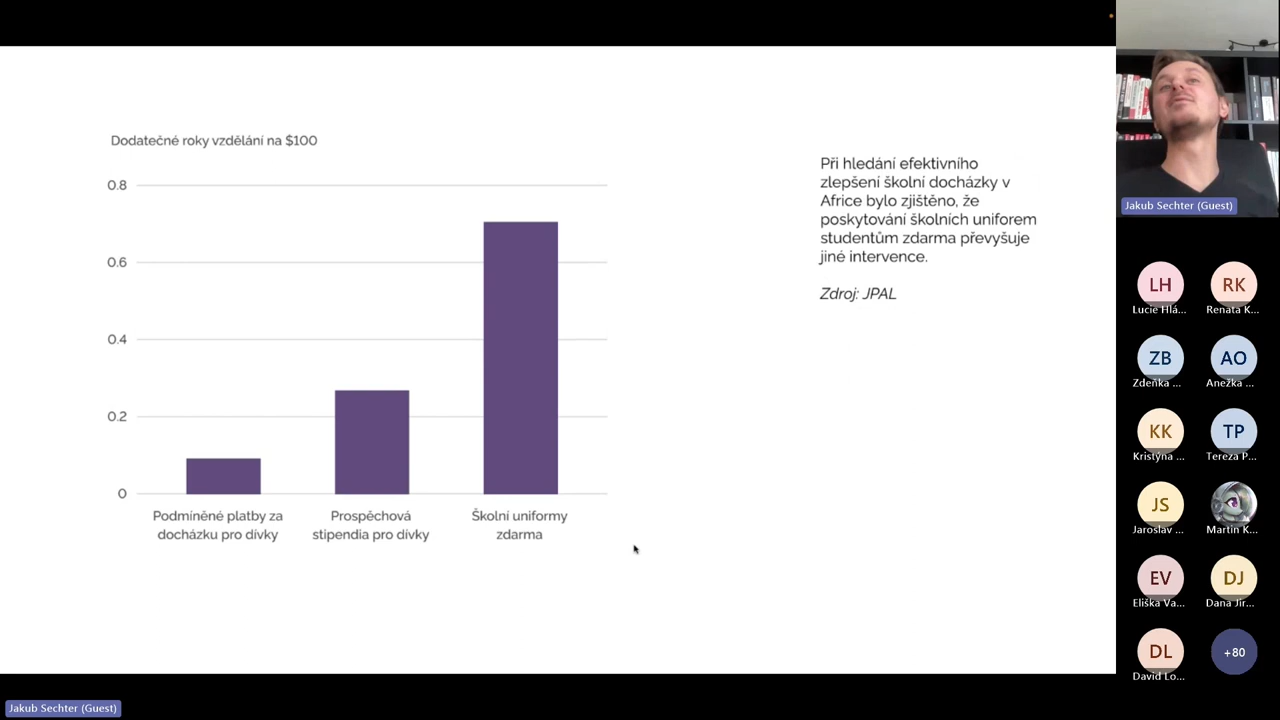 Dodatečné roky vzdělání na $100
0.8
0.6
0.4
0.2
0
Podmíněné platby za
docházku pro dívky
Prospěchová
stipendia pro dívky
Školní uniformy
zdarma
Při hledání efektivního
zlepšení školní docházky v
Africe bylo zjištěno, že
poskytování školních uniforem
studentům zdarma převyšuje
jiné intervence.
Zdroj: JPAL
Jakub Sechter (Guest)
LH
Lucie Hlá...
RK
Renata K...
ZB
Zdeňka ...
AO
Anežka ...
KK
Kristýna ...
TP
Tereza P...
JS
Jaroslav ...
Martin K...
EV
Eliška Va...
DJ
Dana Jir...
DL
David Lo...
+80
Jakub Sechter (Guest)